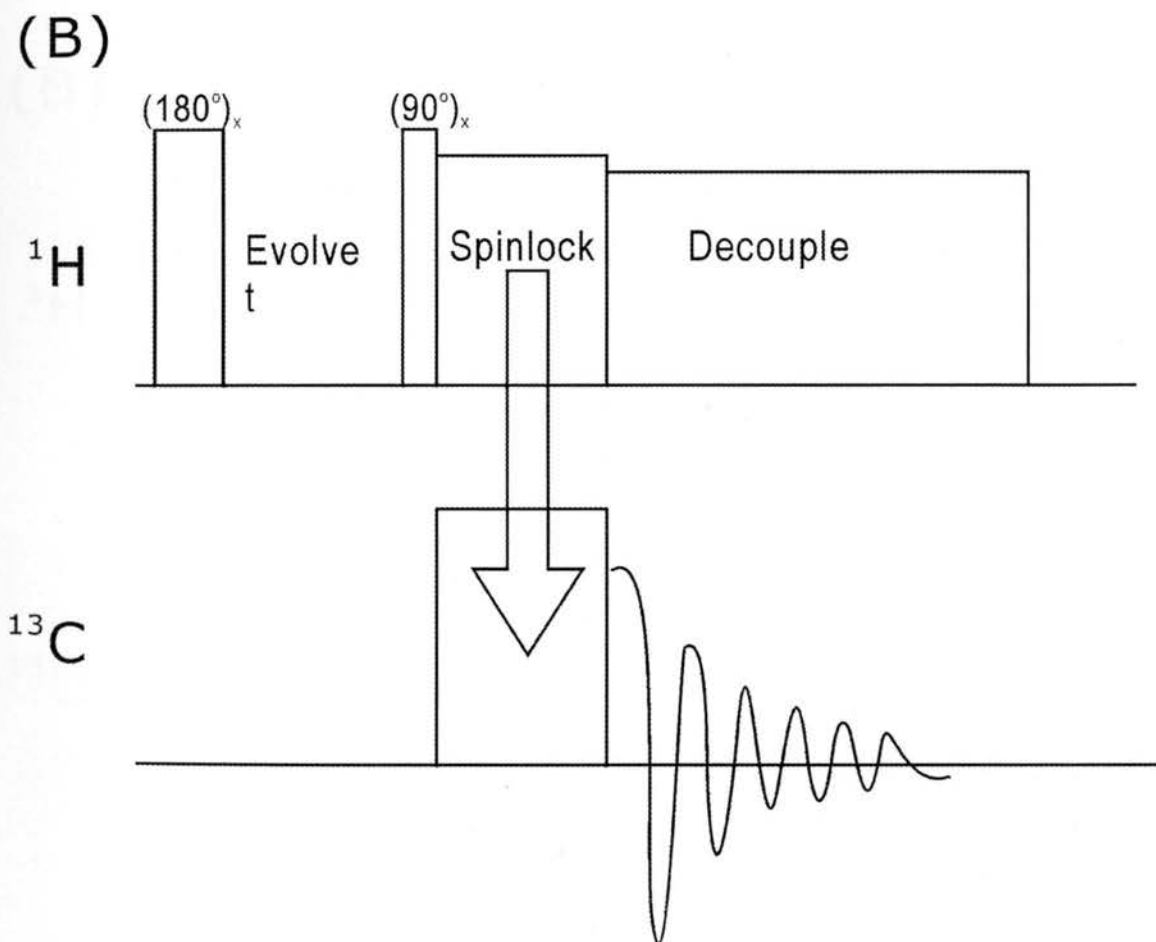 (B)
(180°)x (90°)x
¹H
Evolve
t
Spinlock
Decouple
¹³C